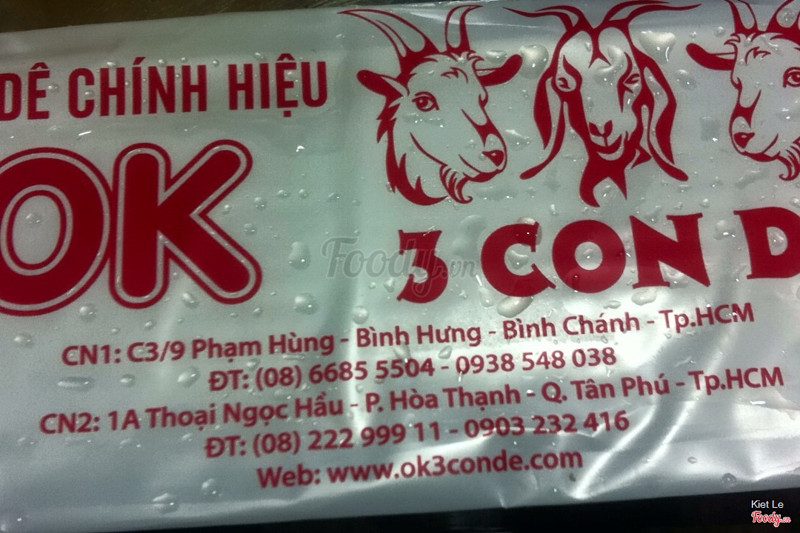 DÊ CHÍNH HIỆU
OK
3 CON D
Foody.vn
CN1: C3/9 Phạm Hùng - Bình Hưng - Bình Chánh - Tp.HCM
ĐT: (08) 6685 5504 - 0938 548 038
CN2: 1A Thoại Ngọc Hầu - P. Hòa Thạnh - Q. Tân Phú - Tp.HCM
ĐT: (08) 222 999 11 - 0903 232 416
Web: www.ok3conde.com
Kiet Le
Foody.vn